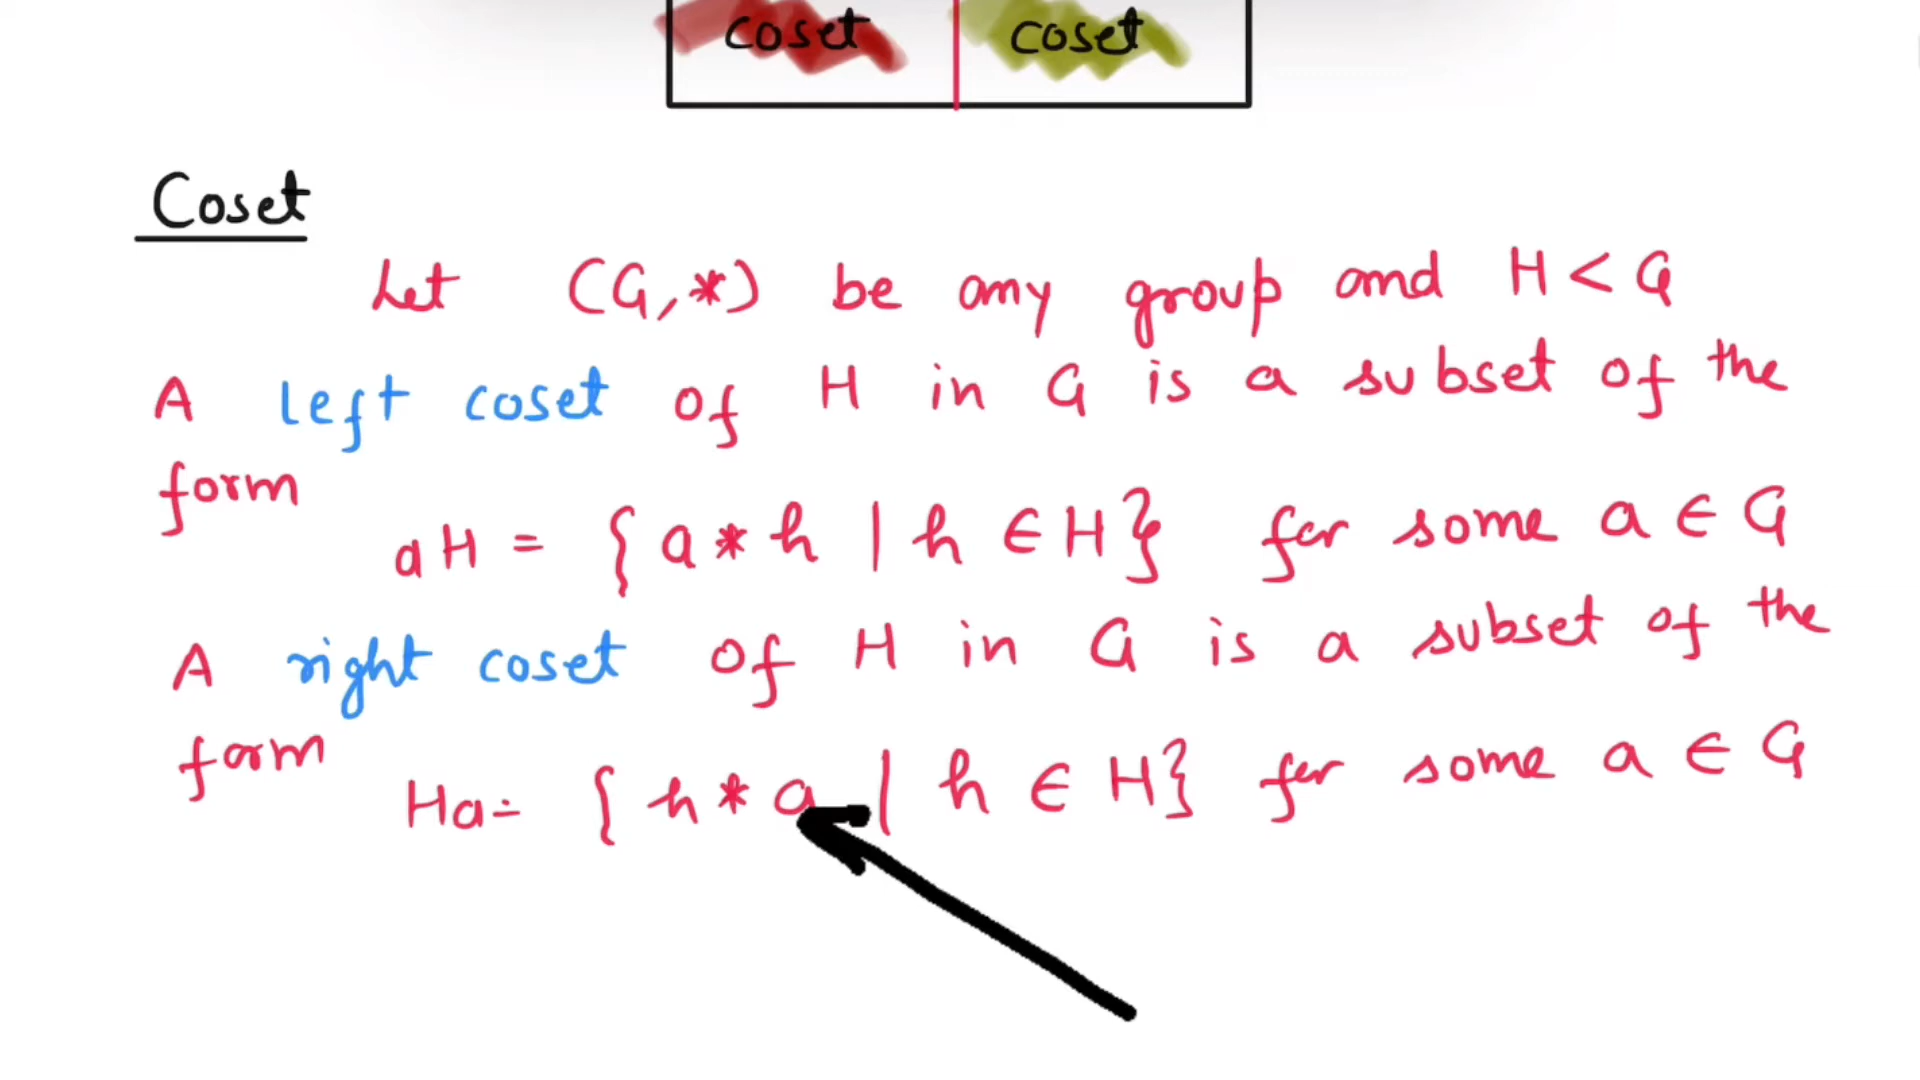 coset coset
Coset
Let (G,*) be any group and H < G
A left coset of H in G is a subset of the
form
aH = {a * h | h ∈ H} for some a ∈ G
A right coset of H in G is a subset of the
form
Ha = {h * a | h ∈ H} for some a ∈ G